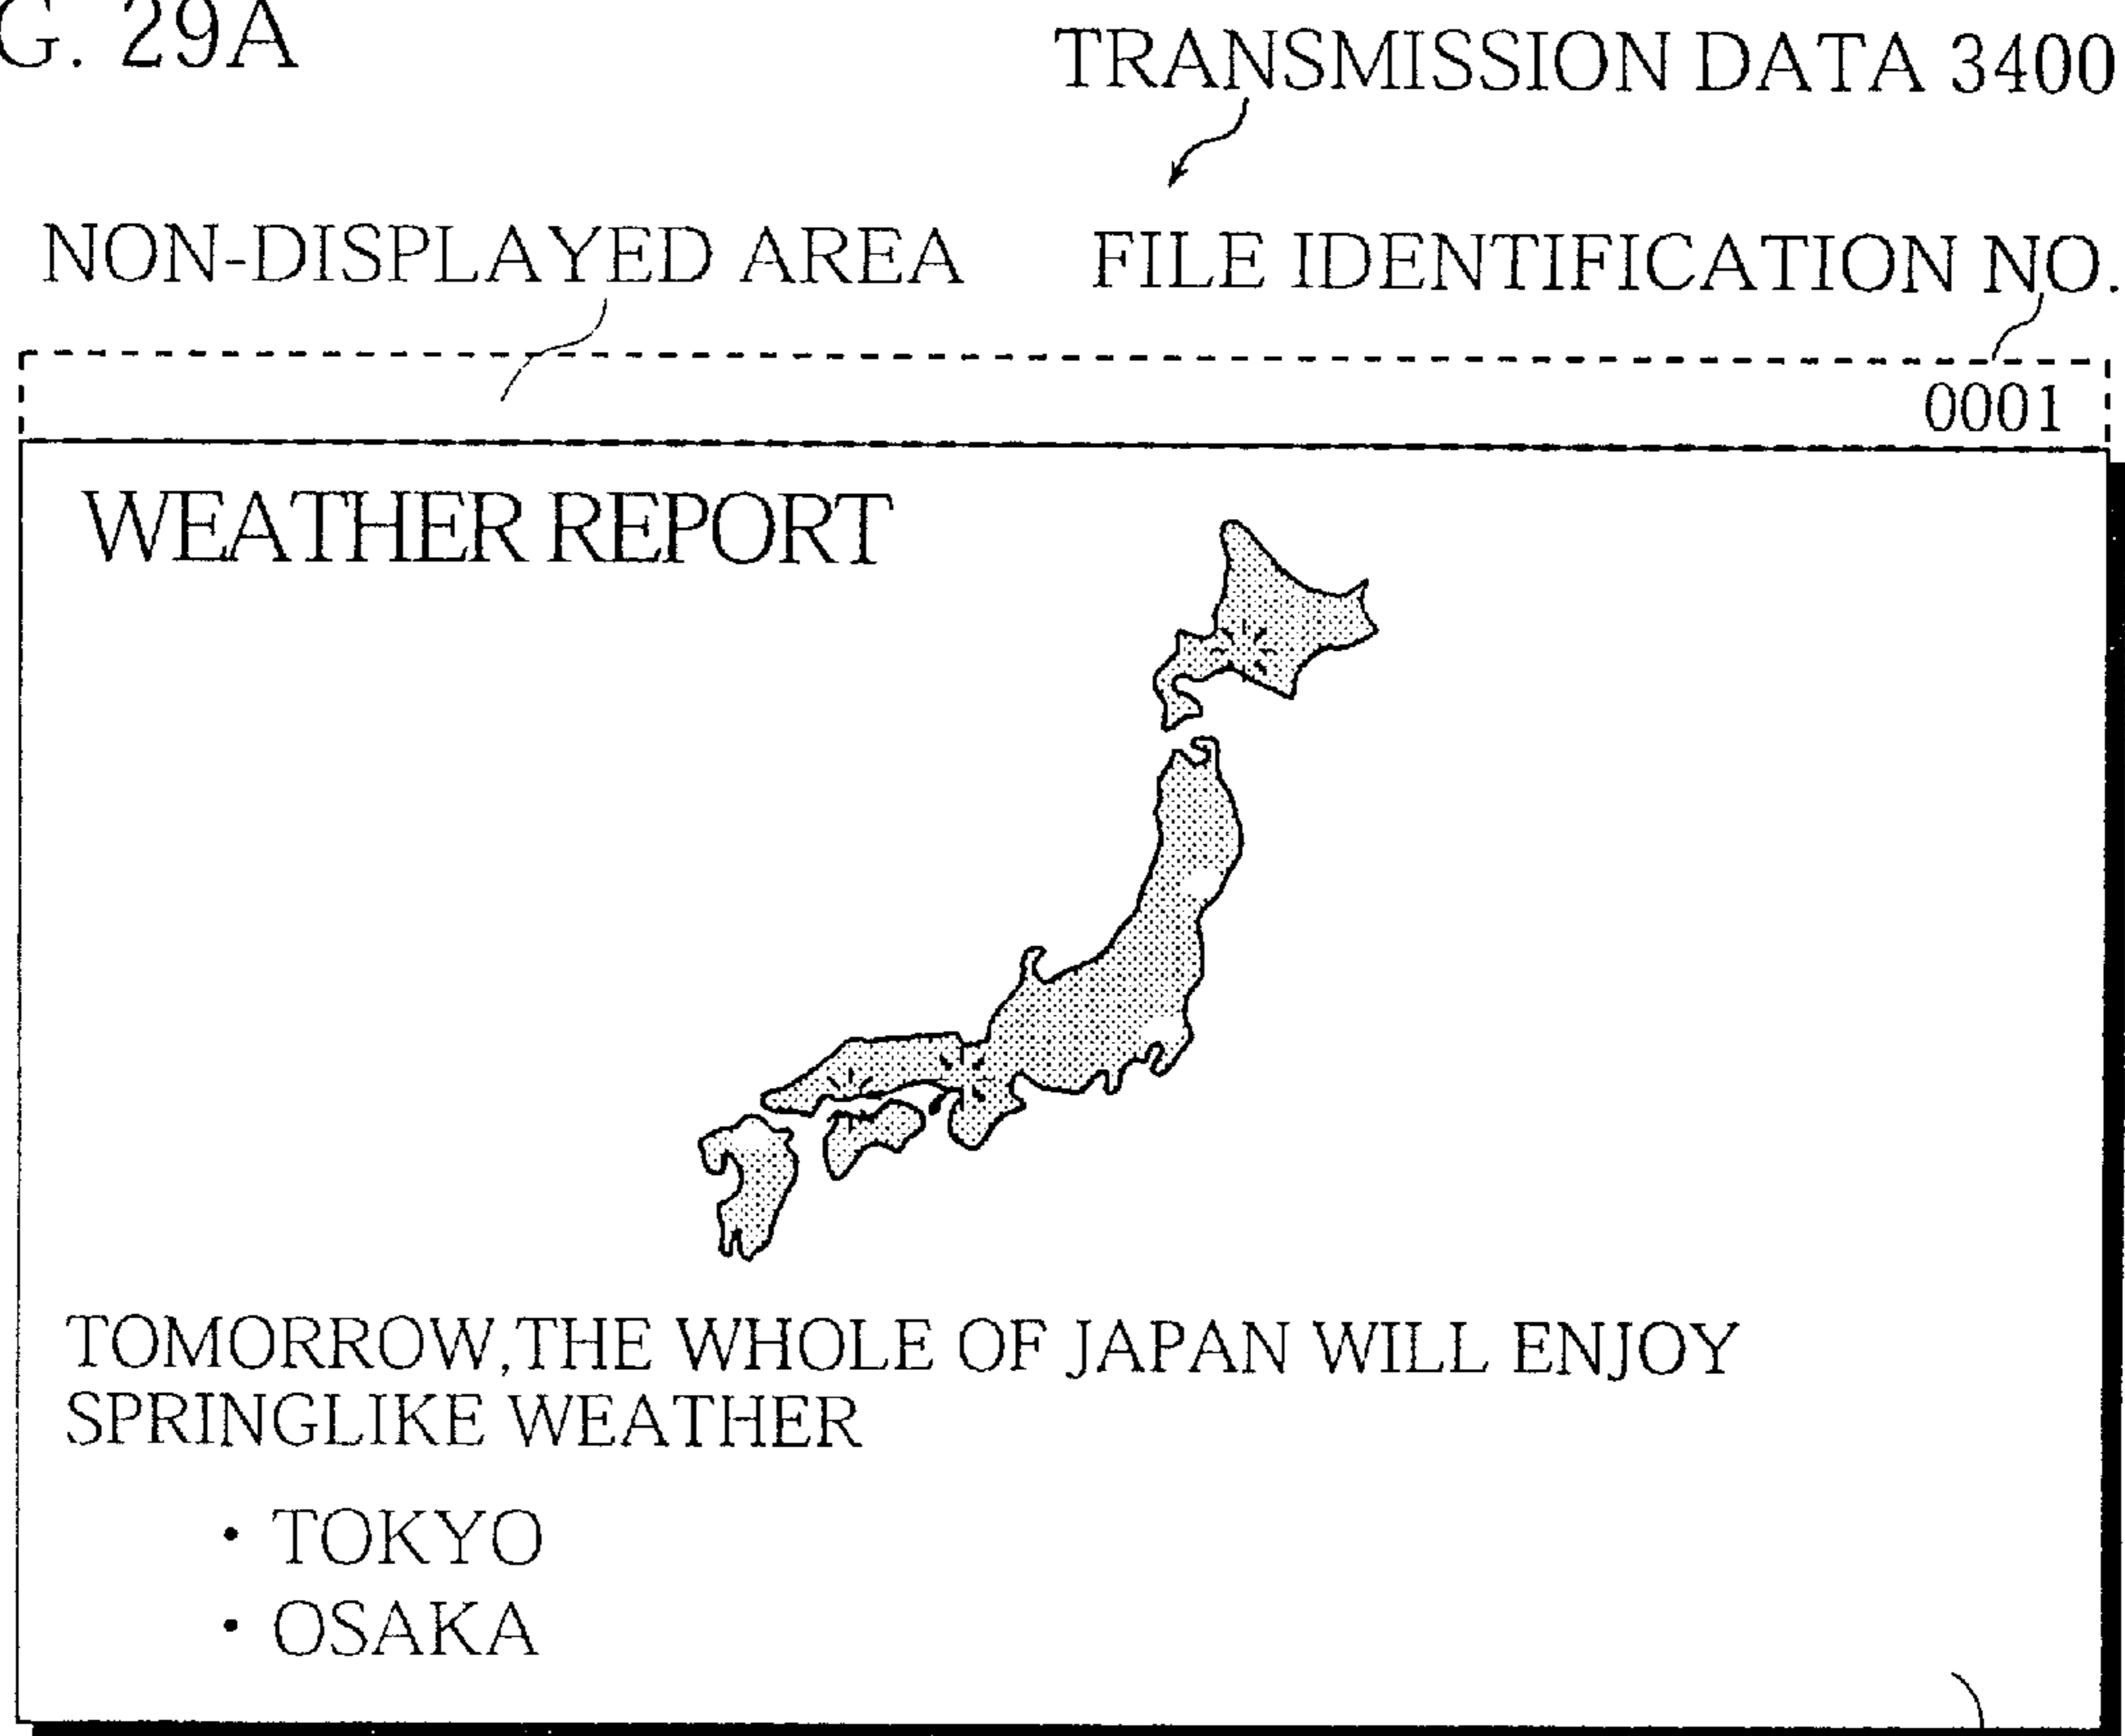 G. 29A
TRANSMISSION DATA 3400
NON-DISPLAYED AREA
FILE IDENTIFICATION NO.
0001
WEATHER REPORT
TOMORROW,THE WHOLE OF JAPAN WILL ENJOY
SPRINGLIKE WEATHER
• TOKYO
• OSAKA